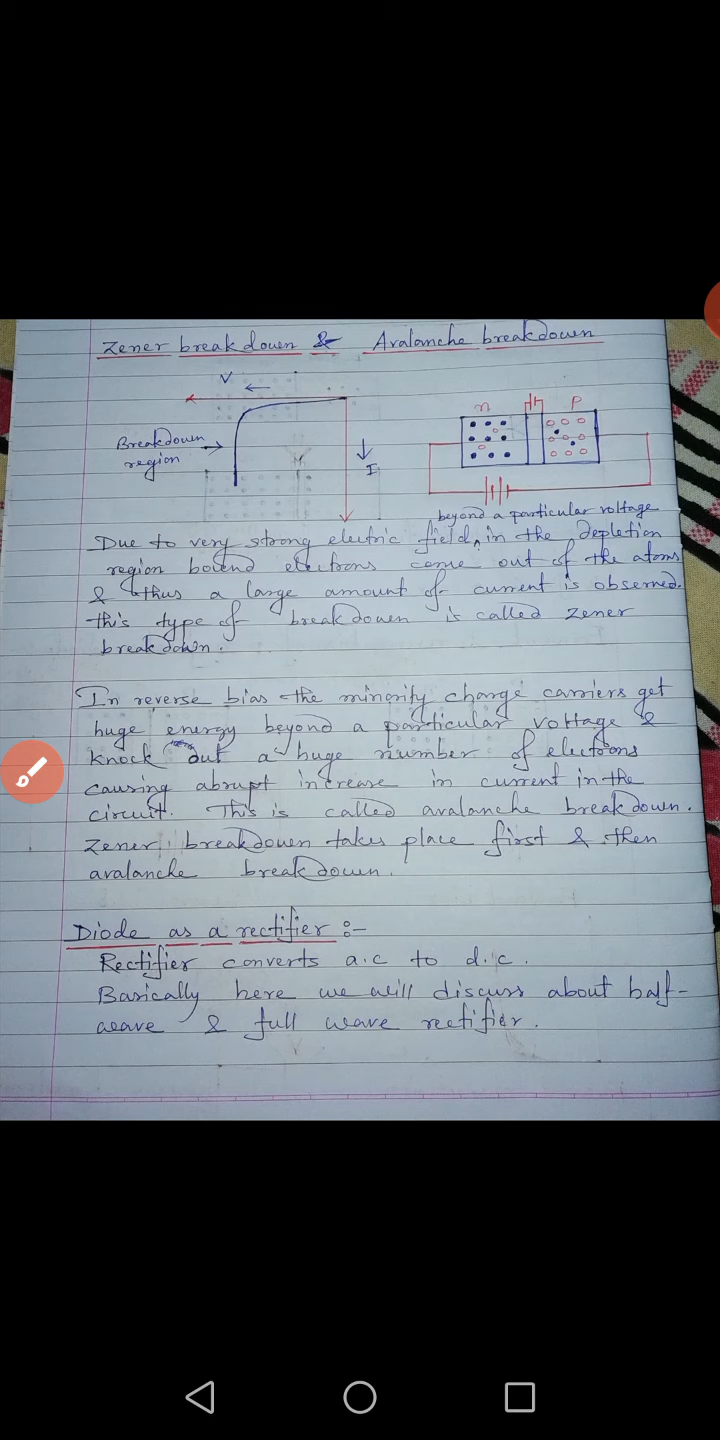 Zener breakdown & Avalanche breakdown
V ←
Breakdown →
region
↓
I
n P
beyond a particular voltage
Due to very strong electric field ^ in the depletion
region bound electrons come out of the atoms
& thus a large amount of current is observed.
this type of breakdown is called zener
breakdown.
In reverse bias the minority charge carriers get
huge energy beyond a particular voltage &
knock out a huge number of electrons
causing abrupt increase in current in the
circuit. This is called avalanche breakdown.
Zener breakdown takes place first & then
avalanche breakdown.
Diode as a rectifier :-
Rectifier converts a.c to d.c.
Basically here we will discuss about half-
wave & full wave rectifier.